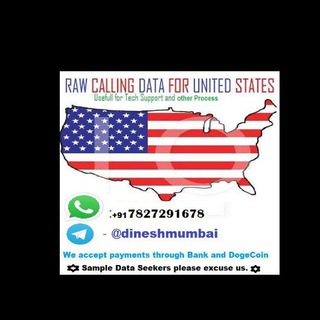 RAW CALLING DATA FOR UNITED STATES
Usefull for Tech Support and other Process
:+917827291678
- @dineshmumbai
We accept payments through Bank and DogeCoin
Sample Data Seekers please excuse us.